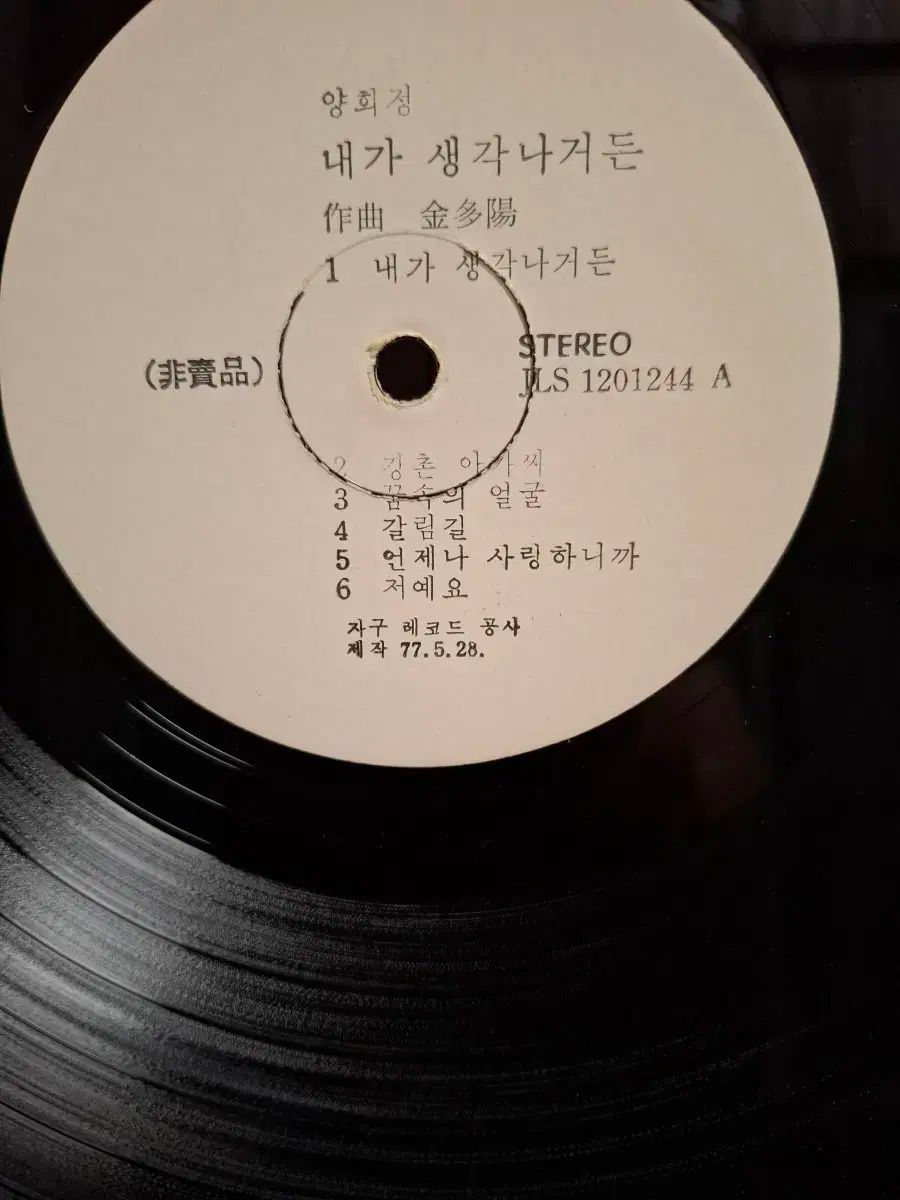 양희정
내가 생각나거든
作曲 金多陽
1 내가 생각나거든
(非賣品)
STEREO
JLS 1201244 A
2 강촌 아가씨
3 꿈속의 얼굴
4 갈림길
5 언제나 사랑하니까
6 저예요
자구 레코드 공사
제작 77.5.28.